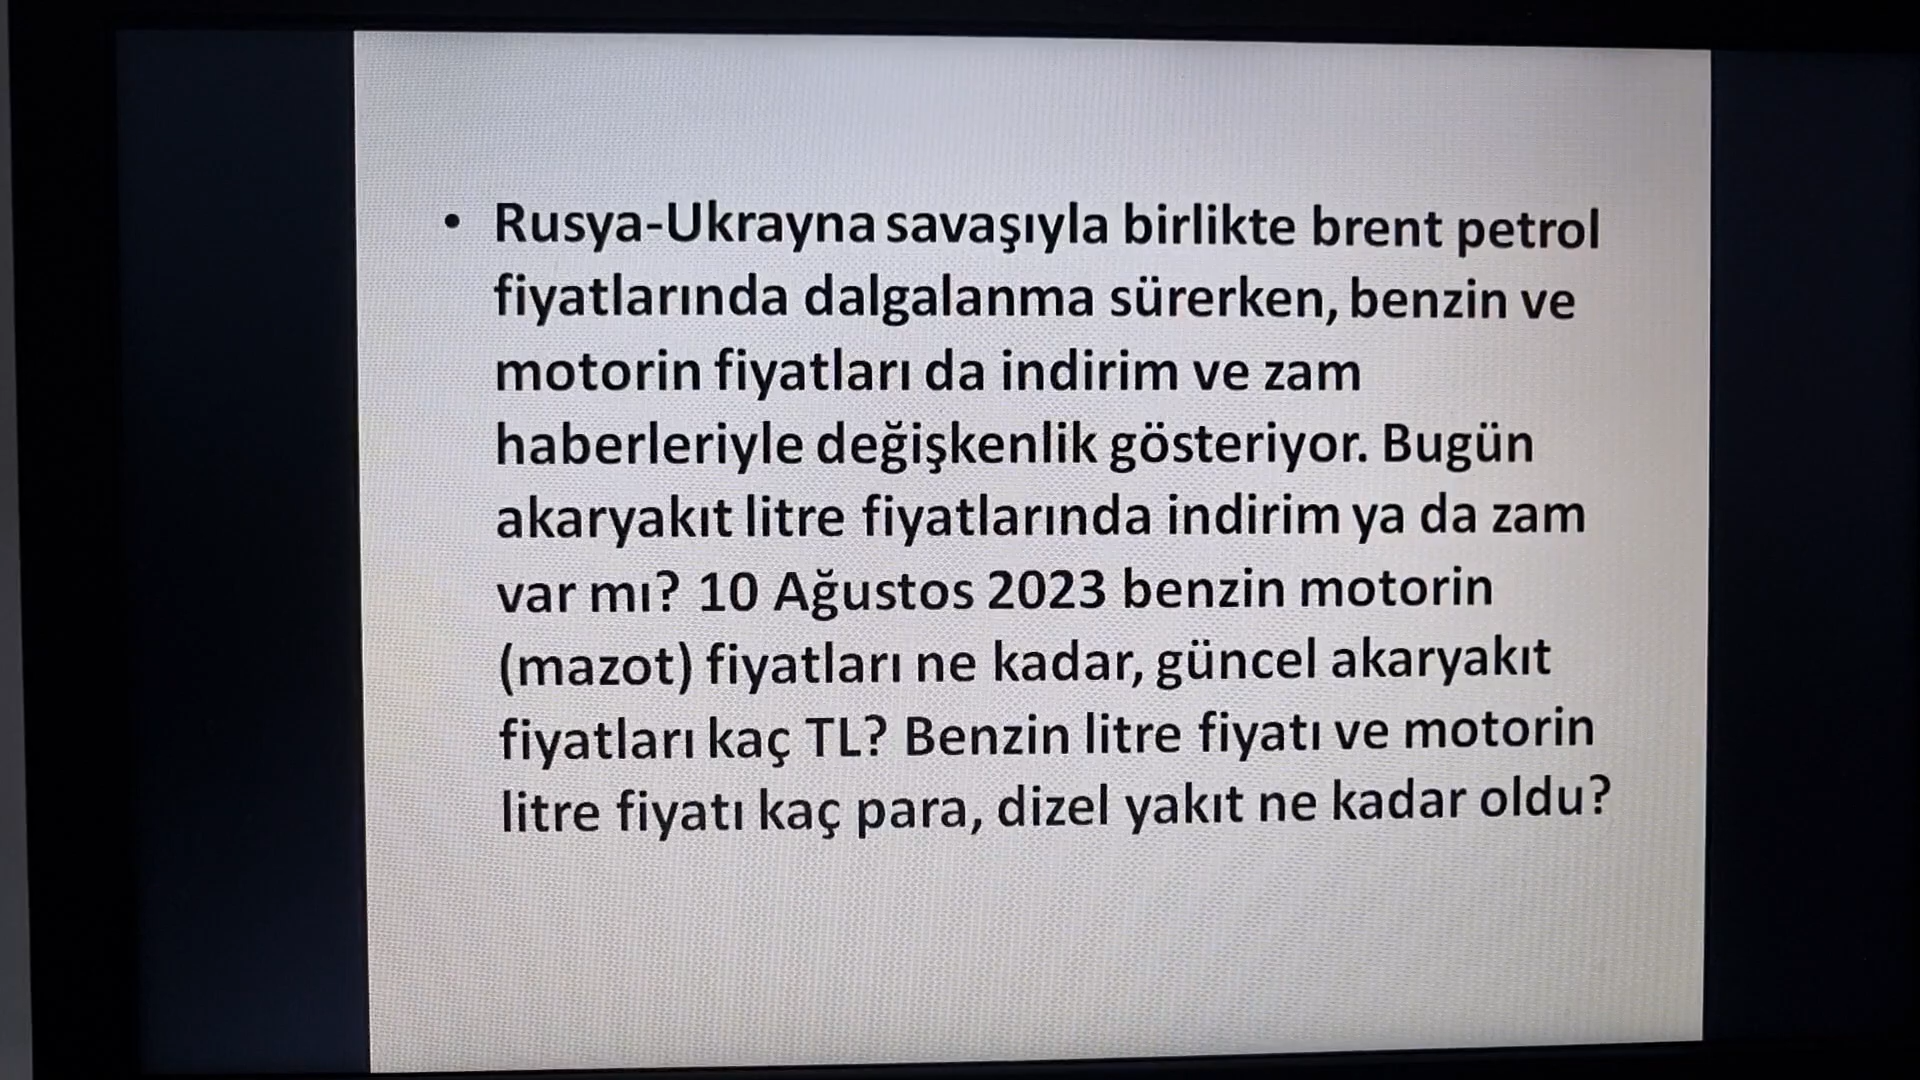 • Rusya-Ukrayna savaşıyla birlikte brent petrol
fiyatlarında dalgalanma sürerken, benzin ve
motorin fiyatları da indirim ve zam
haberleriyle değişkenlik gösteriyor. Bugün
akaryakıt litre fiyatlarında indirim ya da zam
var mı? 10 Ağustos 2023 benzin motorin
(mazot) fiyatları ne kadar, güncel akaryakıt
fiyatları kaç TL? Benzin litre fiyatı ve motorin
litre fiyatı kaç para, dizel yakıt ne kadar oldu?